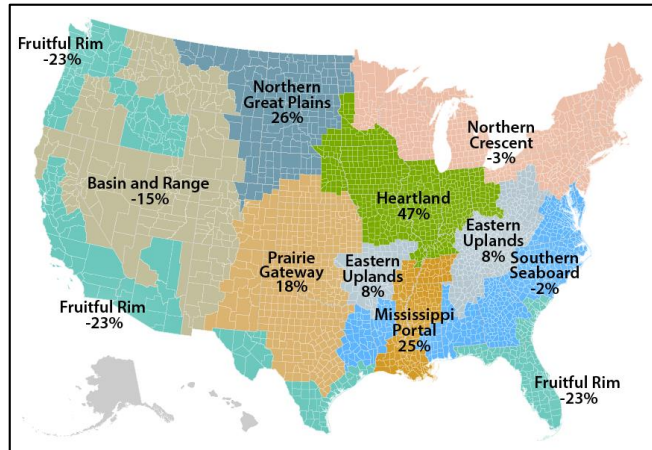 Fruitful Rim
-23%
Northern
Great Plains
26%
Northern
Crescent
-3%
Basin and Range
-15%
Heartland
47%
Eastern
Uplands
8%
Southern
Seaboard
-2%
Prairie
Gateway
18%
Eastern
Uplands
8%
Fruitful Rim
-23%
Mississippi
Portal
25%
Fruitful Rim
-23%